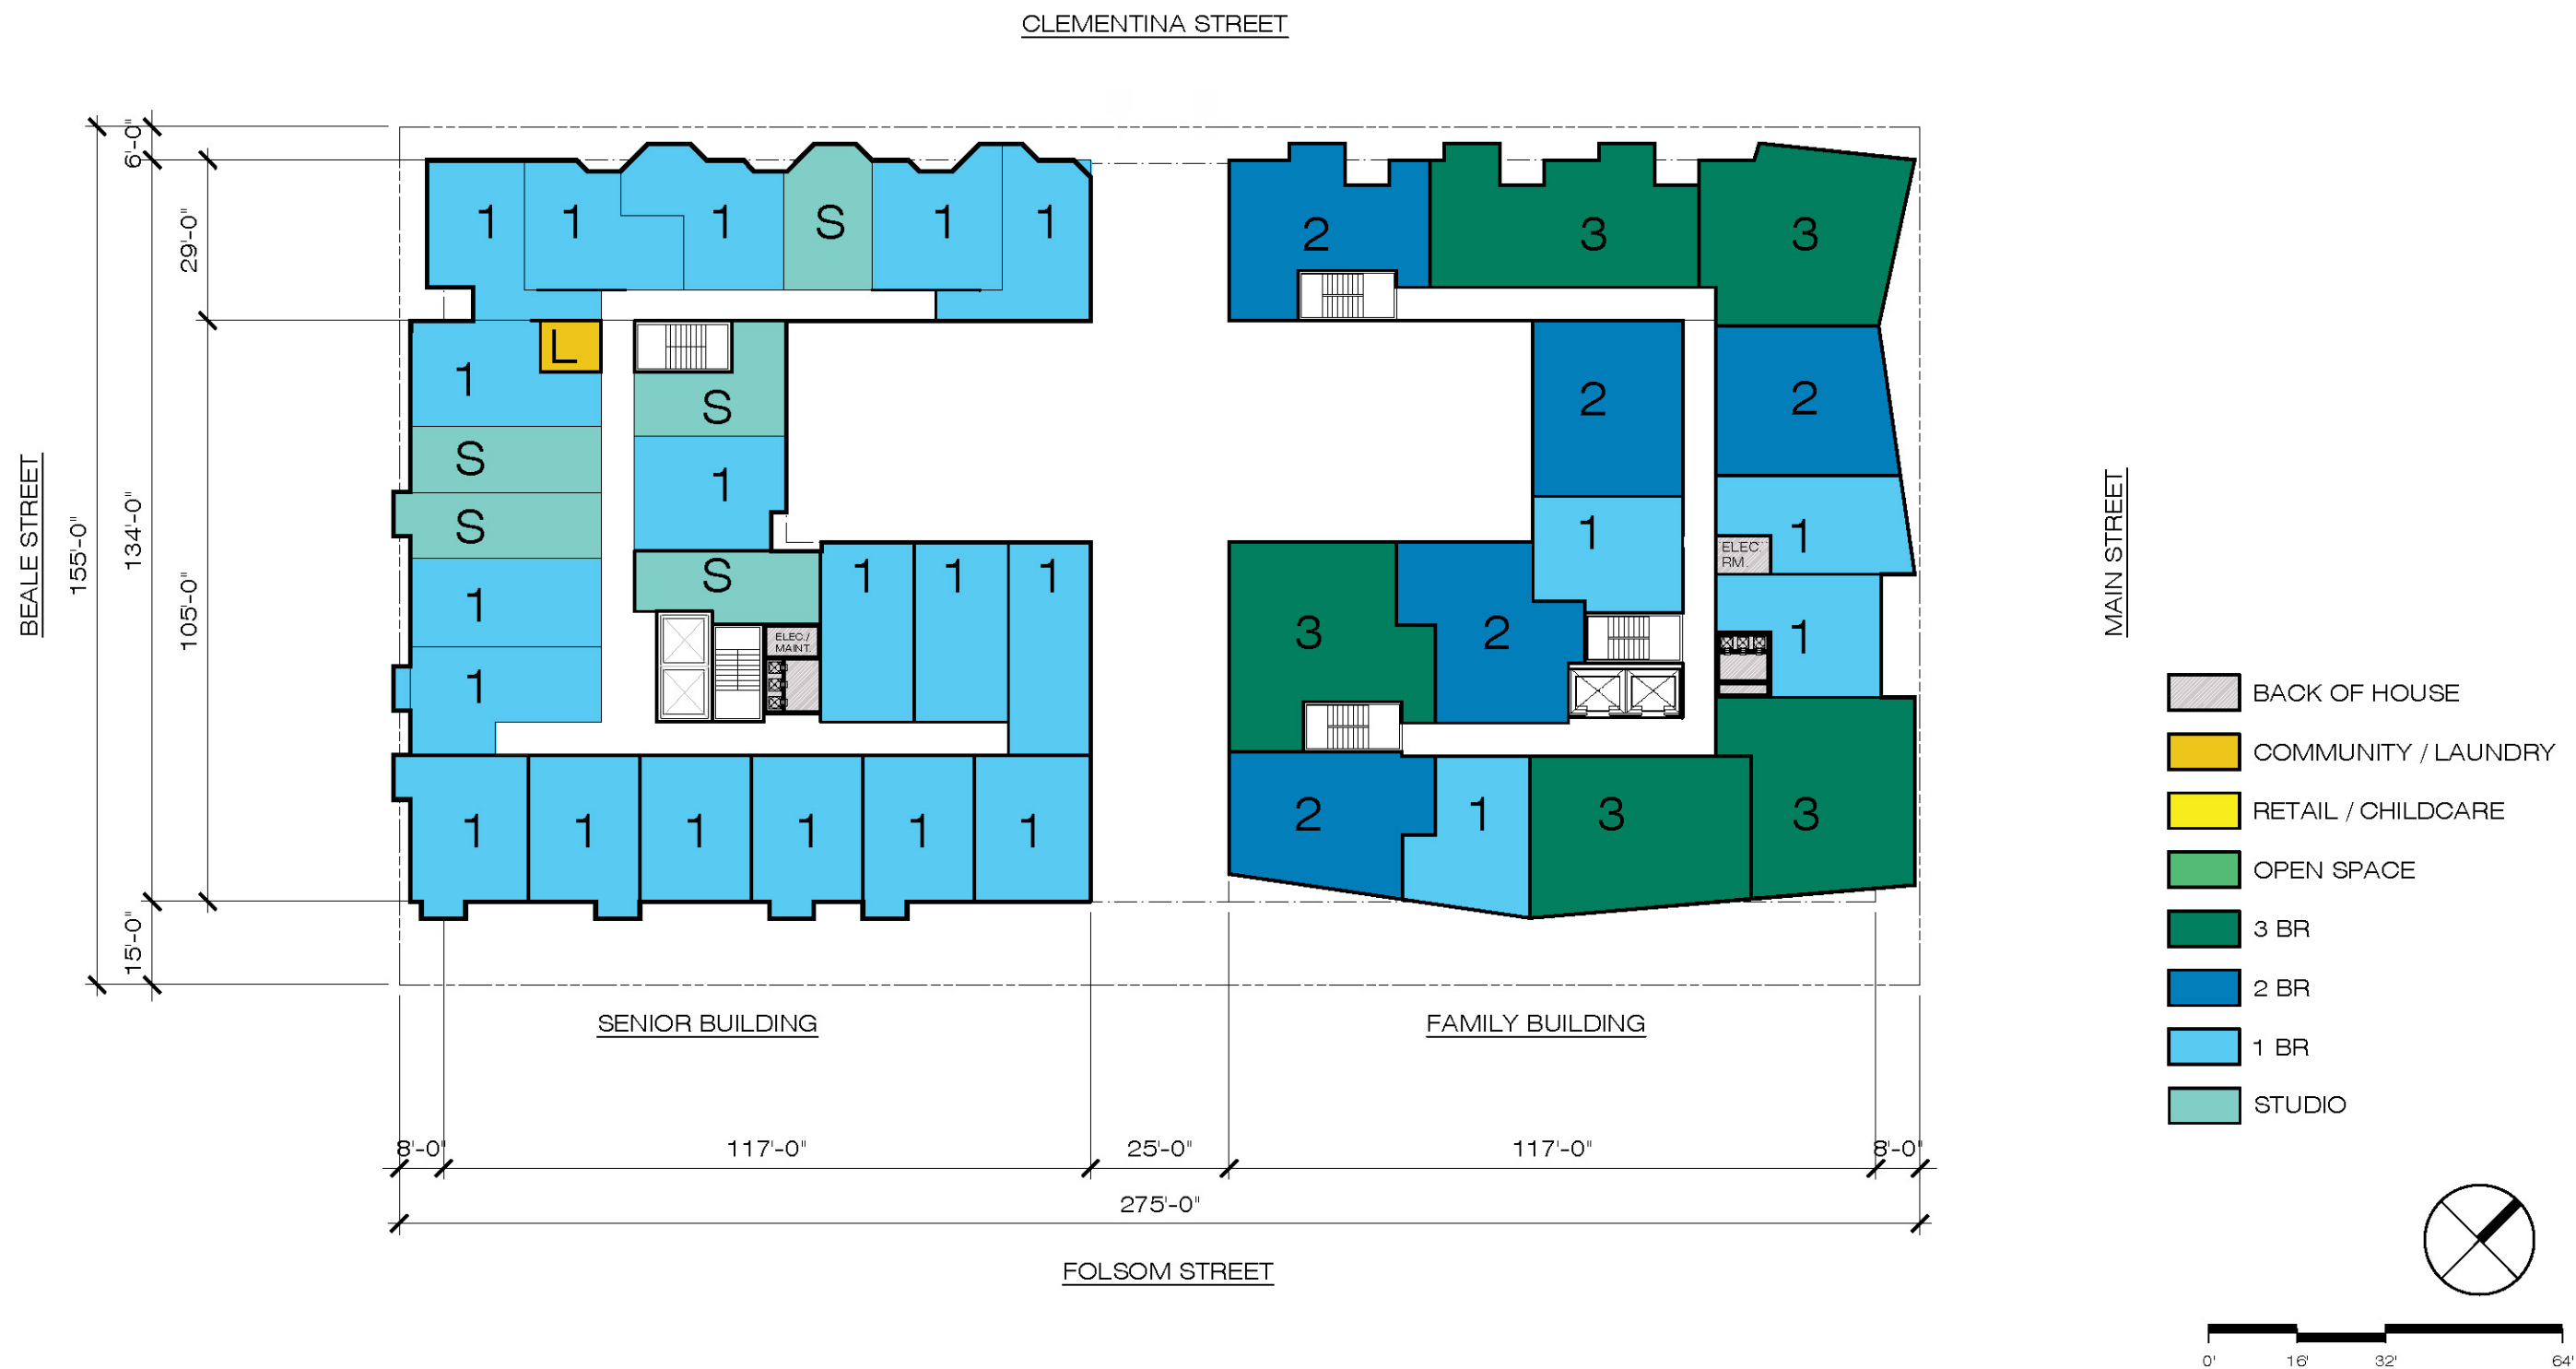 CLEMENTINA STREET
6'-0"
29'-0"
155'-0"
134'-0"
105'-0"
15'-0"
BEALE STREET
1
1
1
S
1
1
1
L
S
S
1
1
S
1
S
ELEC./
MAINT.
1
1
1
1
1
1
1
1
1
2
3
3
2
2
1
1
ELEC.
RM.
1
3
2
2
1
3
3
MAIN STREET
BACK OF HOUSE
COMMUNITY / LAUNDRY
RETAIL / CHILDCARE
OPEN SPACE
3 BR
2 BR
1 BR
STUDIO
SENIOR BUILDING
FAMILY BUILDING
8'-0"
117'-0"
25'-0"
117'-0"
8'-0"
275'-0"
FOLSOM STREET
0'
16'
32'
64'